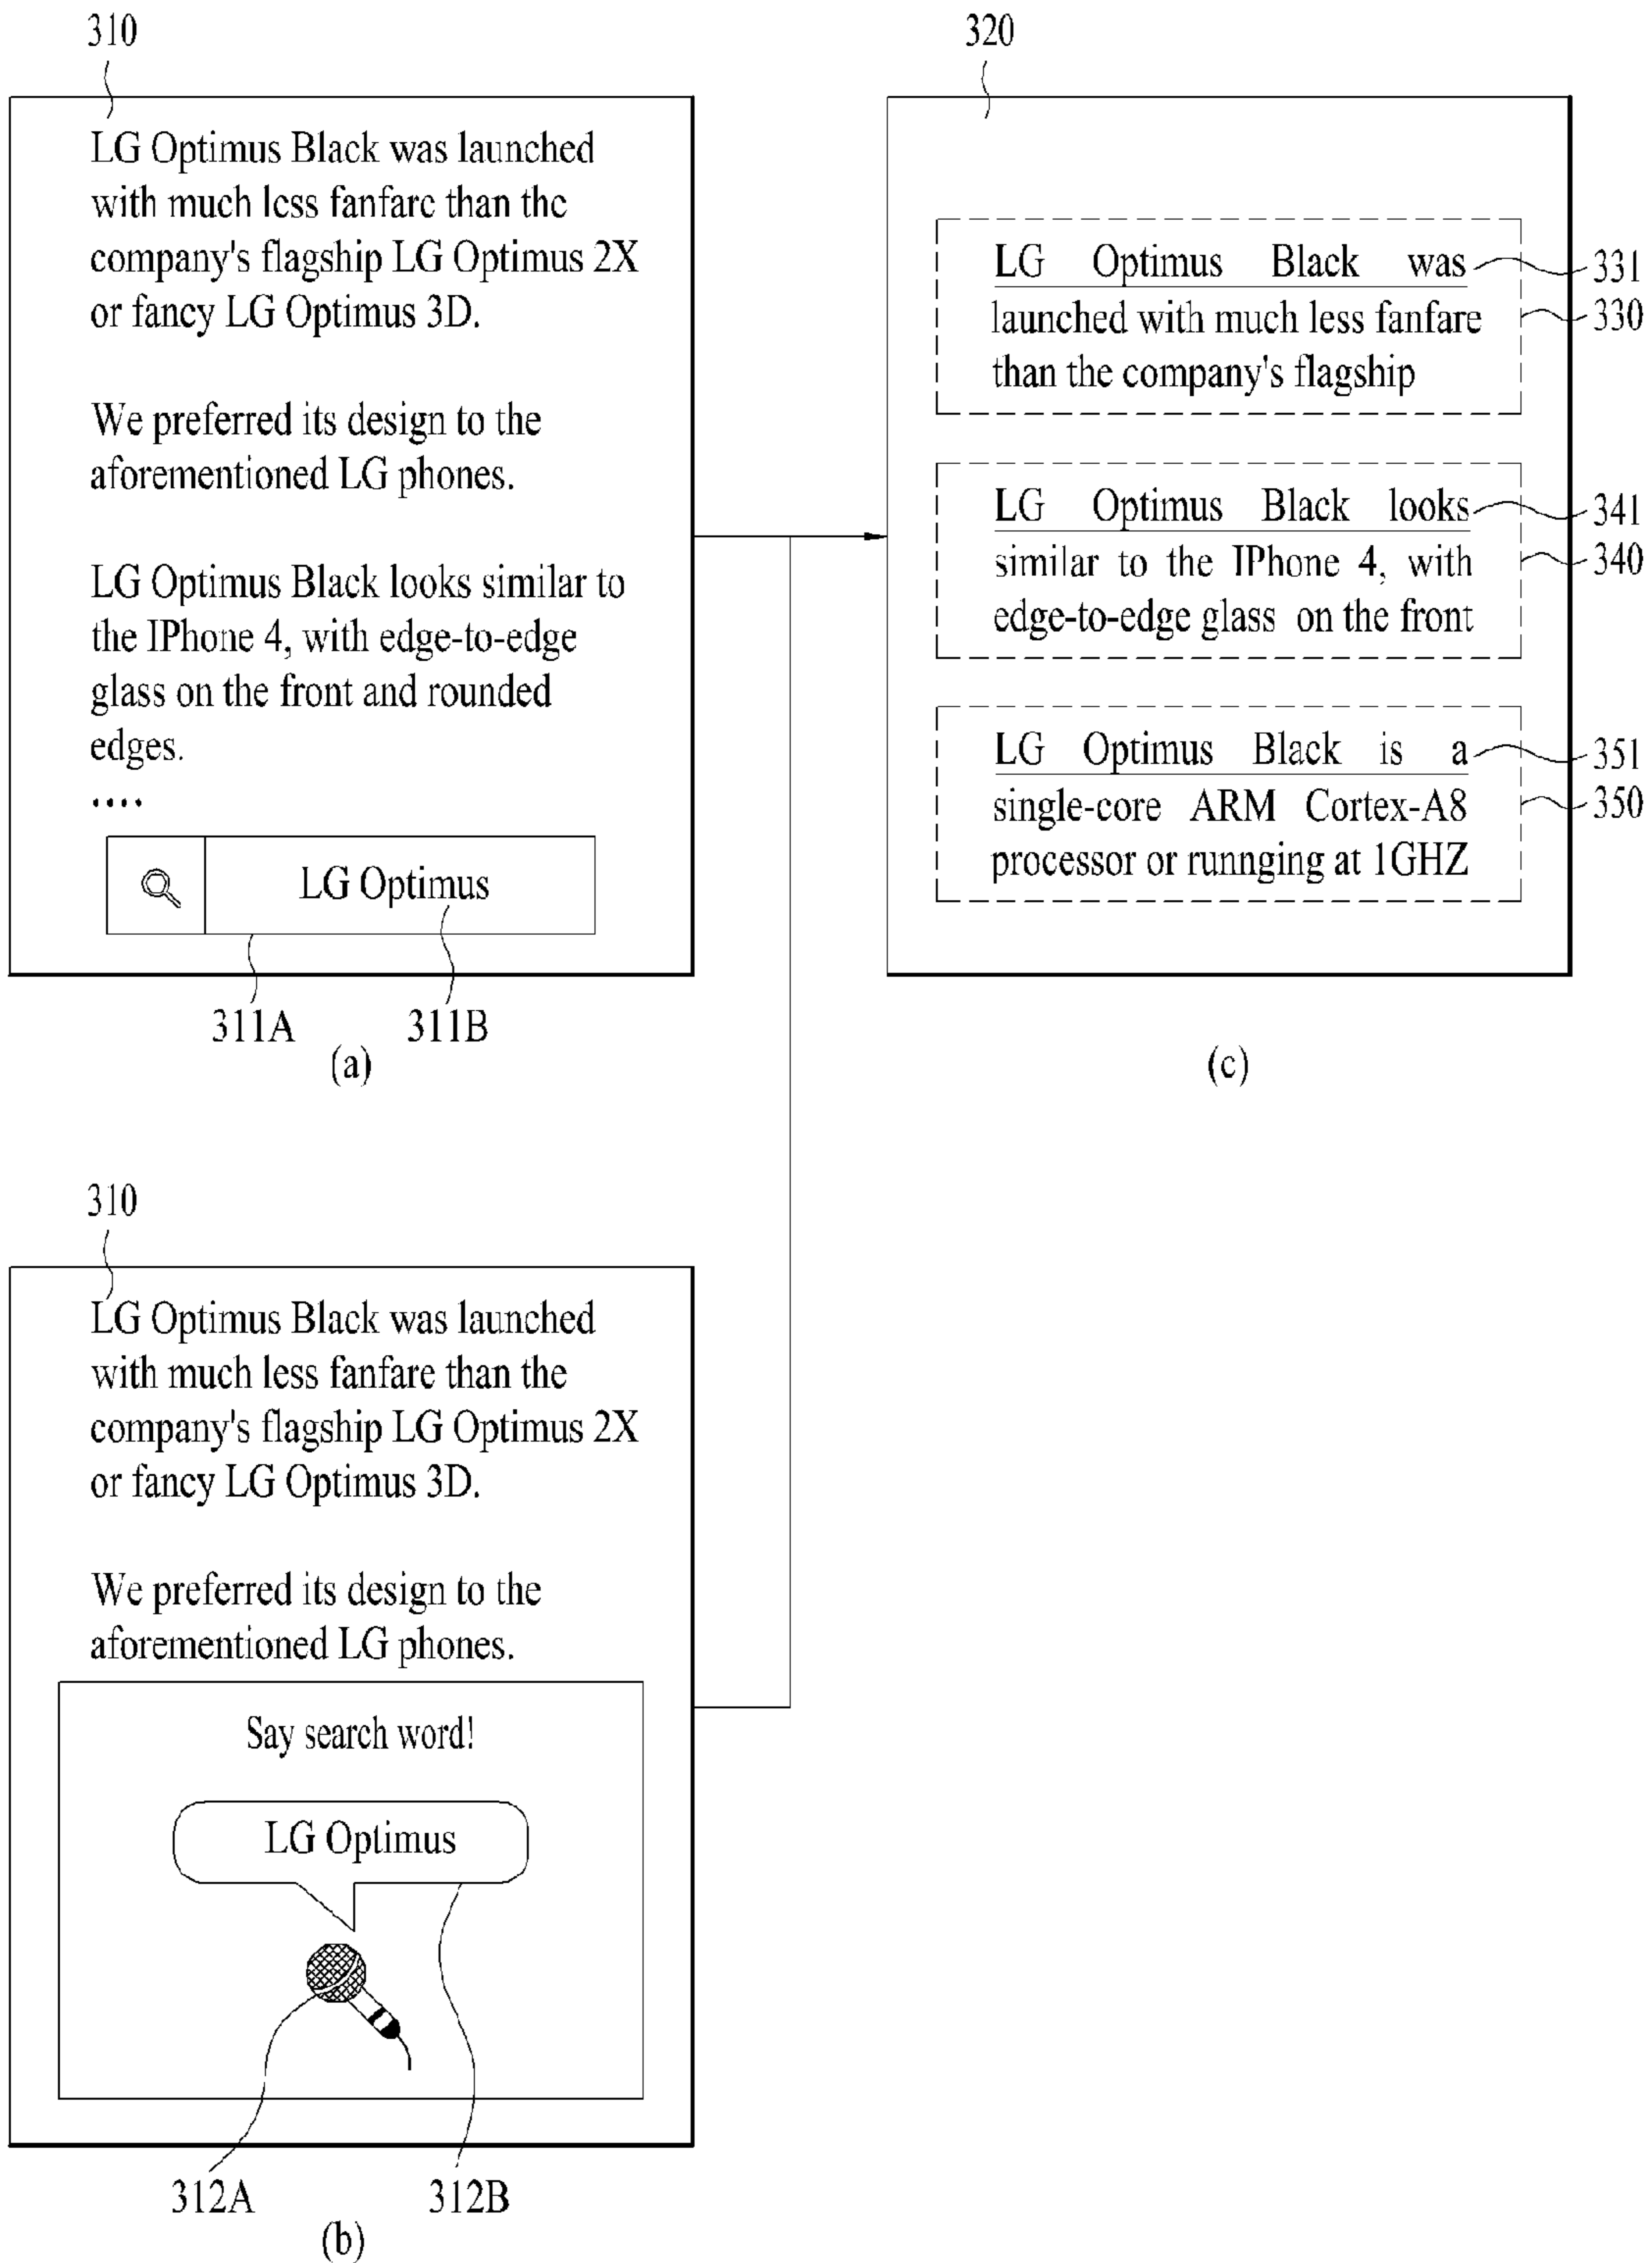 310
LG Optimus Black was launched
with much less fanfare than the
company's flagship LG Optimus 2X
or fancy LG Optimus 3D.
We preferred its design to the
aforementioned LG phones.
LG Optimus Black looks similar to
the IPhone 4, with edge-to-edge
glass on the front and rounded
edges.
....
LG Optimus
311A
311B
(a)
320
LG Optimus Black was
331
launched with much less fanfare
330
than the company's flagship
LG Optimus Black looks
341
similar to the IPhone 4, with
340
edge-to-edge glass on the front
LG Optimus Black is a
351
single-core ARM Cortex-A8
350
processor or runnging at 1GHZ
(c)
310
LG Optimus Black was launched
with much less fanfare than the
company's flagship LG Optimus 2X
or fancy LG Optimus 3D.
We preferred its design to the
aforementioned LG phones.
Say search word!
LG Optimus
312A
312B
(b)